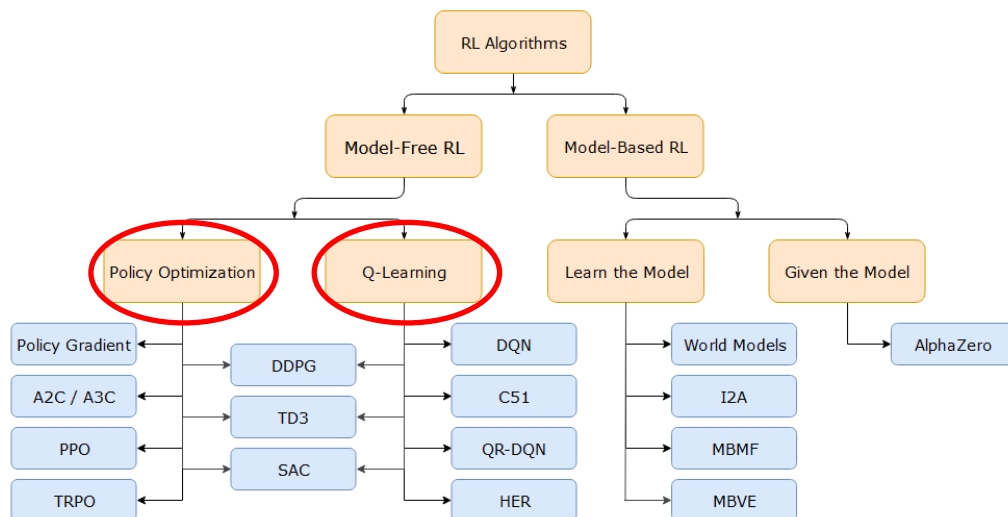 RL Algorithms
Model-Free RL
Model-Based RL
Policy Optimization
Q-Learning
Learn the Model
Given the Model
Policy Gradient
DDPG
DQN
World Models
AlphaZero
A2C / A3C
TD3
C51
I2A
PPO
SAC
QR-DQN
MBMF
TRPO
HER
MBVE